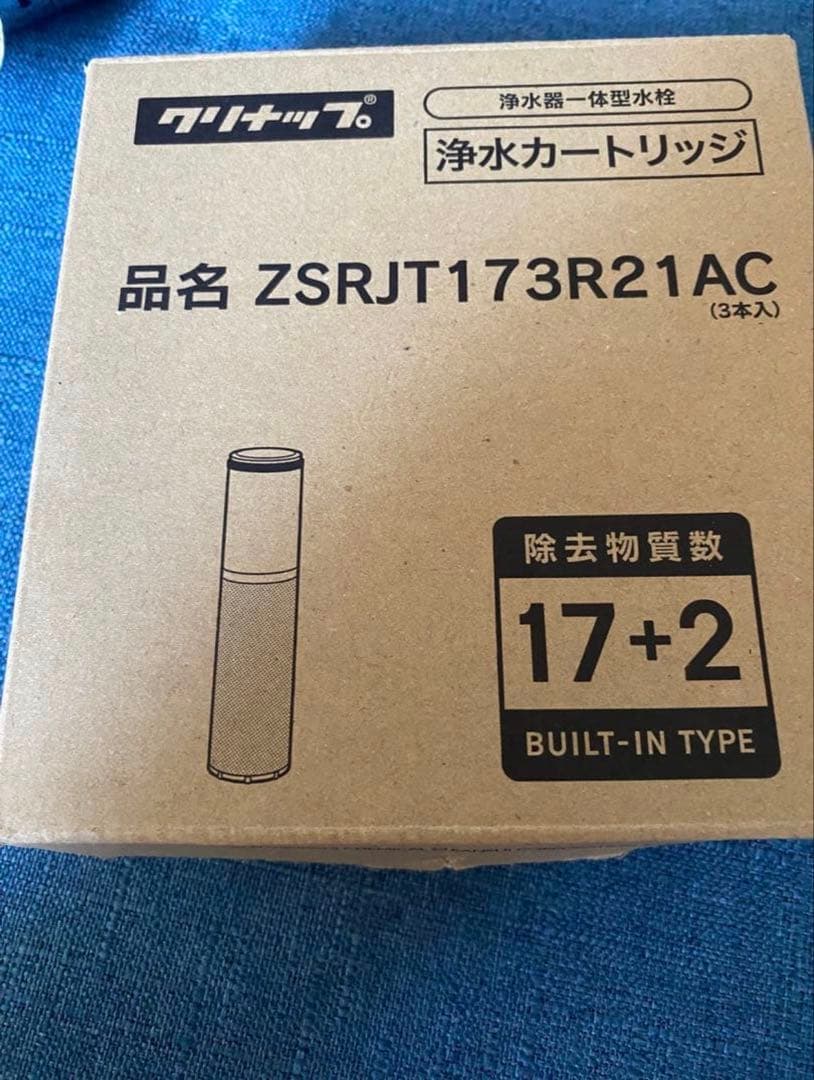 クリナップ®
浄水器一体型水栓
浄水カートリッジ
品名 ZSRJT173R21AC
(3本入)
除去物質数
17+2
BUILT-IN TYPE